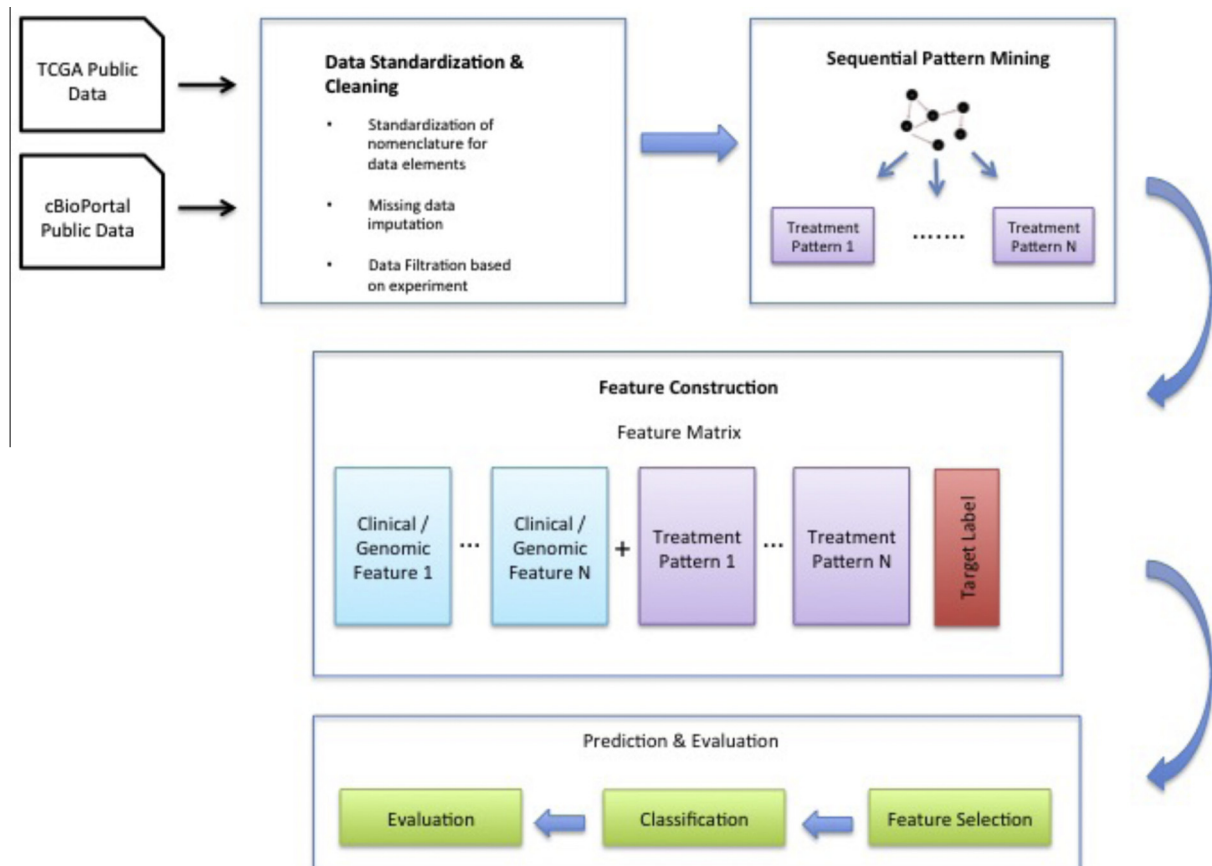 TCGA Public
Data
cBioPortal
Public Data
Data Standardization &
Cleaning
• Standardization of
nomenclature for
data elements
• Missing data
imputation
• Data Filtration based
on experiment
Sequential Pattern Mining
Treatment
Pattern 1
.......
Treatment
Pattern N
Feature Construction
Feature Matrix
Clinical /
Genomic
Feature 1
...
Clinical /
Genomic
Feature N
+
Treatment
Pattern 1
...
Treatment
Pattern N
Target Label
Prediction & Evaluation
Evaluation
Classification
Feature Selection